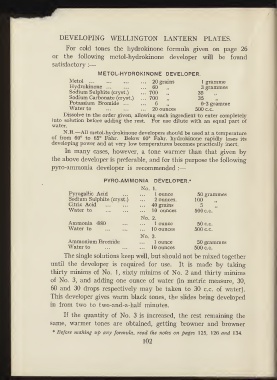 DEVELOPING WELLINGTON LANTERN PLATES.
For cold tones the hydrokinone formula given on page 26
or the following metol-hydrokinone developer will be found
satisfactory :—
METOL-HYDROKINONE DEVELOPER.
Metol ... ... ... ... 20 grains 1 gramme
Hydrokinone ... ... ... 60 „ 3 grammes
Sodium Sulphite (cryst.) ... 700 „ 35 „
Sodium Carbonate (cryst.) ... 700 „ 35 „
Potassium Bromide ... ... 6 „ 0·3 gramme
Water to ... ... ... 20 ounces 500 c.c.
Dissolve in the order given, allowing each ingredient to enter completely
into solution before adding the next. For use dilute with an equal part of
water.
N.B.—All metol-hydrokinone developers should be used at a temperature
of from 60° to 65° Fahr. Below 60° Fahr. hydrokinone rapidly loses its
developing power and at very low temperatures becomes practically inert.
In many cases, however, a tone warmer than that given by
the above developer is preferable, and for this purpose the following
pyro-ammonia developer is recommended :—
PYRO-AMMONIA DEVELOPER.*
No. 1.
Pyrogallic Acid ... ... 1 ounce 50 grammes
Sodium Sulphite (cryst.) ... 2 ounces 100 „
Citric Acid ... ... 40 grains 5 „
Water to ... ... 10 ounces 500 c.c.
No. 2.
Ammonia ·880 ... ... 1 ounce 50 c.c.
Water to ... ... 10 ounces 500 c.c.
No. 3.
Ammonium Bromide ... 1 ounce 50 grammes
Water to ... ... 10 ounces 500 c.c.
The single solutions keep well, but should not be mixed together
until the developer is required for use. It is made by taking
thirty minims of No. 1, sixty minims of No. 2 and thirty minims
of No. 3, and adding one ounce of water (in metric measure, 30,
60 and 30 drops respectively may be taken to 30 c.c. of water).
This developer gives warm black tones, the slides being developed
in from two to two-and-a-half minutes.
If the quantity of No. 3 is increased, the rest remaining the
same, warmer tones are obtained, getting browner and browner
* Before making up any formula, read the notes on pages 125, 126 and 134.
102